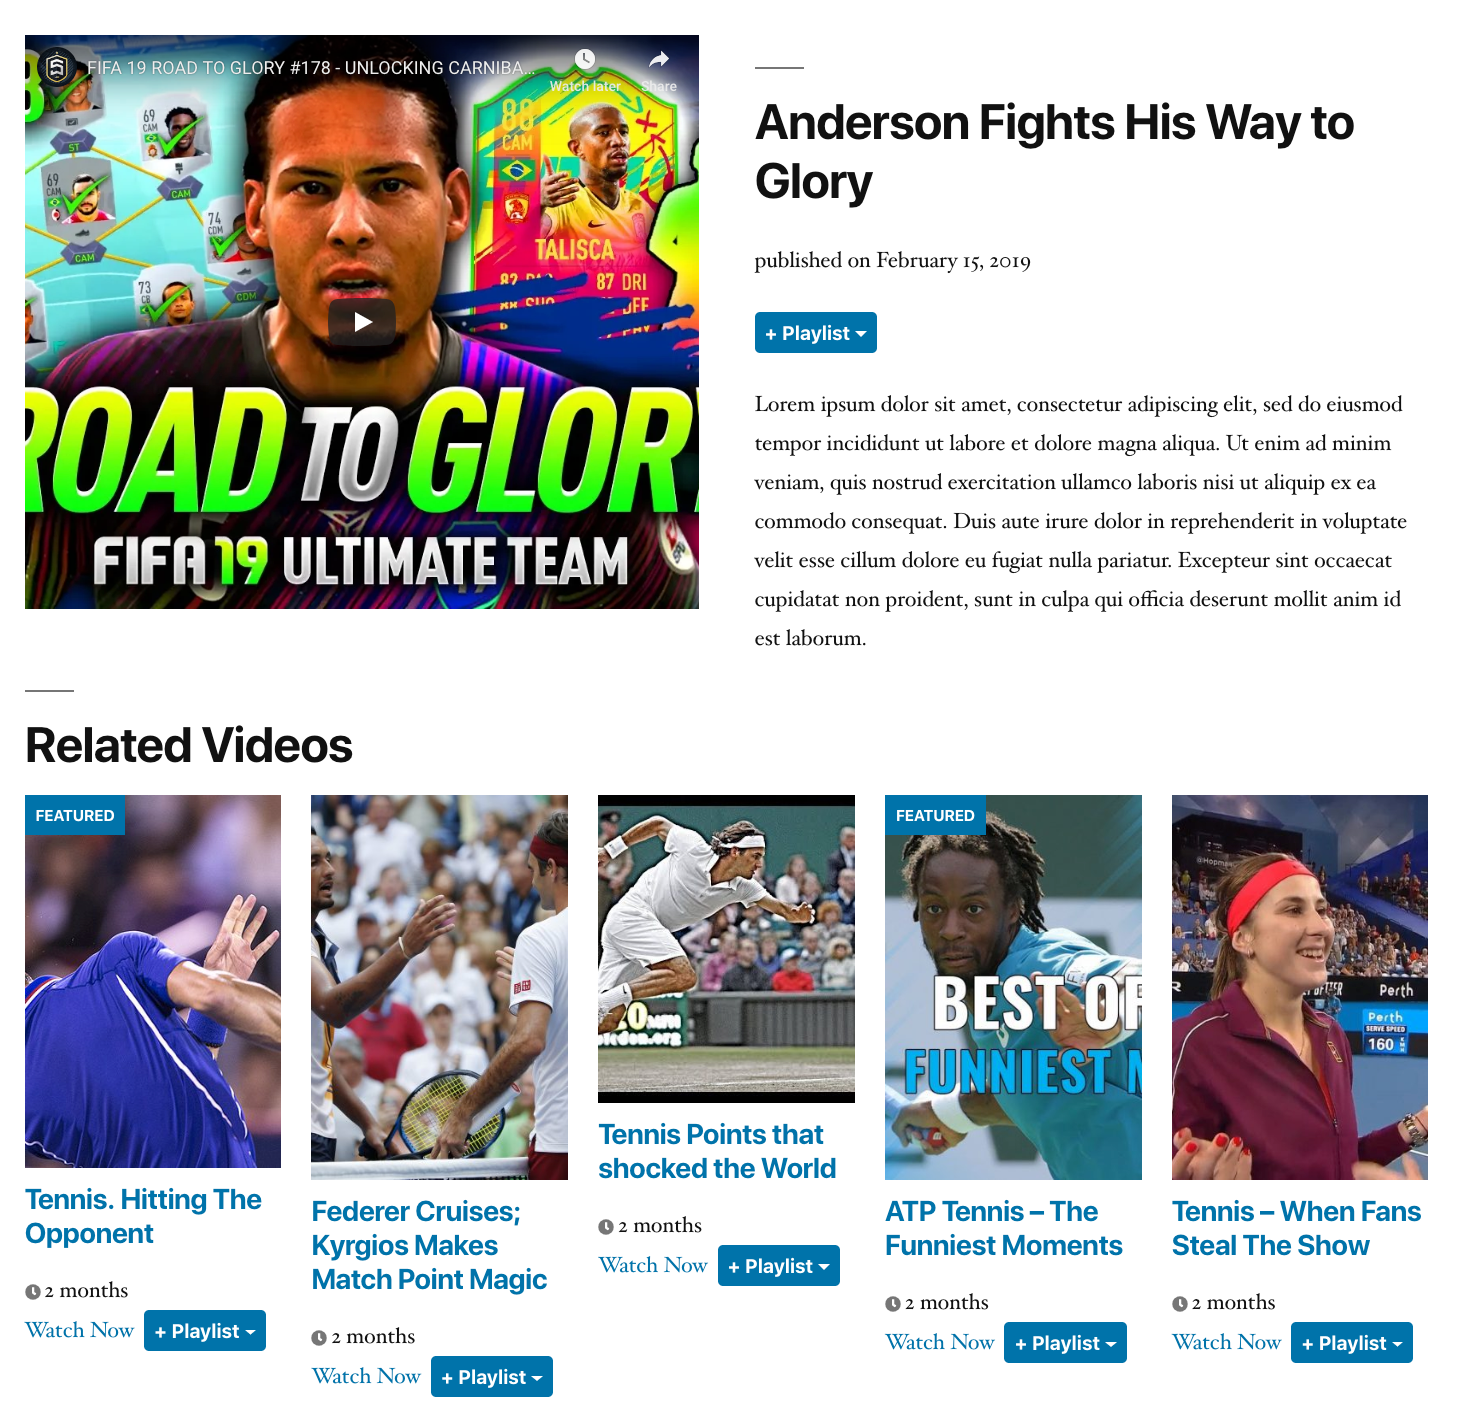 FIFA 19 ROAD TO GLORY #178 - UNLOCKING CARNIBA...
Watch later
Share
69
CAM
ST
69
CAM
CAM
74
CDM
CAM
73
CB
CDM
88
CAM
TALISCA
87 DRI
ROAD TO GLORY
FIFA 19 ULTIMATE TEAM
Anderson Fights His Way to
Glory
published on February 15, 2019
+ Playlist
Lorem ipsum dolor sit amet, consectetur adipiscing elit, sed do eiusmod
tempor incididunt ut labore et dolore magna aliqua. Ut enim ad minim
veniam, quis nostrud exercitation ullamco laboris nisi ut aliquip ex ea
commodo consequat. Duis aute irure dolor in reprehenderit in voluptate
velit esse cillum dolore eu fugiat nulla pariatur. Excepteur sint occaecat
cupidatat non proident, sunt in culpa qui officia deserunt mollit anim id
est laborum.
Related Videos
FEATURED
Tennis. Hitting The
Opponent
2 months
Watch Now
+ Playlist
Federer Cruises;
Kyrgios Makes
Match Point Magic
2 months
Watch Now
+ Playlist
Tennis Points that
shocked the World
2 months
Watch Now
+ Playlist
FEATURED
BEST OF
FUNNIEST M
ATP Tennis – The
Funniest Moments
2 months
Watch Now
+ Playlist
@Hopman
Perth
Perth
SERVE SPEED
160 KMH
Tennis – When Fans
Steal The Show
2 months
Watch Now
+ Playlist